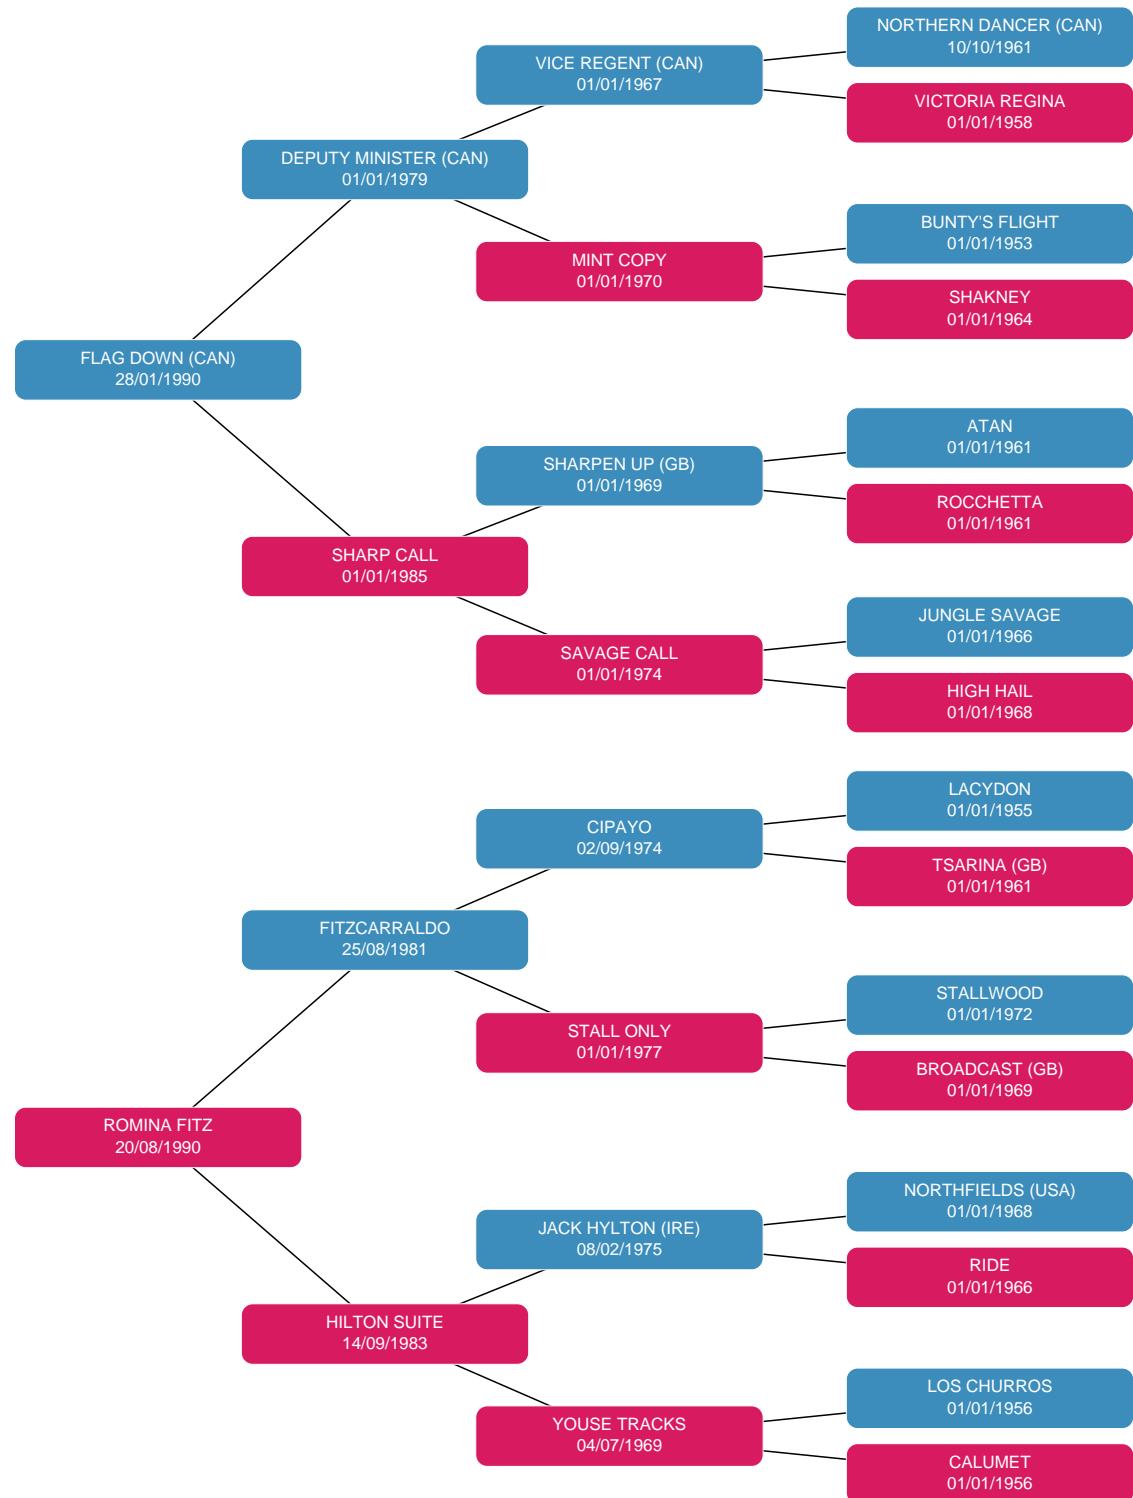 NORTHERN DANCER (CAN)
10/10/1961
VICE REGENT (CAN)
01/01/1967
VICTORIA REGINA
01/01/1958
DEPUTY MINISTER (CAN)
01/01/1979
BUNTY'S FLIGHT
01/01/1953
MINT COPY
01/01/1970
SHAKNEY
01/01/1964
FLAG DOWN (CAN)
28/01/1990
ATAN
01/01/1961
SHARPEN UP (GB)
01/01/1969
ROCCHETTA
01/01/1961
SHARP CALL
01/01/1985
JUNGLE SAVAGE
01/01/1966
SAVAGE CALL
01/01/1974
HIGH HAIL
01/01/1968
LACYDON
01/01/1955
CIPAYO
02/09/1974
TSARINA (GB)
01/01/1961
FITZCARRALDO
25/08/1981
STALLWOOD
01/01/1972
STALL ONLY
01/01/1977
BROADCAST (GB)
01/01/1969
ROMINA FITZ
20/08/1990
NORTHFIELDS (USA)
01/01/1968
JACK HYLTON (IRE)
08/02/1975
RIDE
01/01/1966
HILTON SUITE
14/09/1983
LOS CHURROS
01/01/1956
YOUSE TRACKS
04/07/1969
CALUMET
01/01/1956